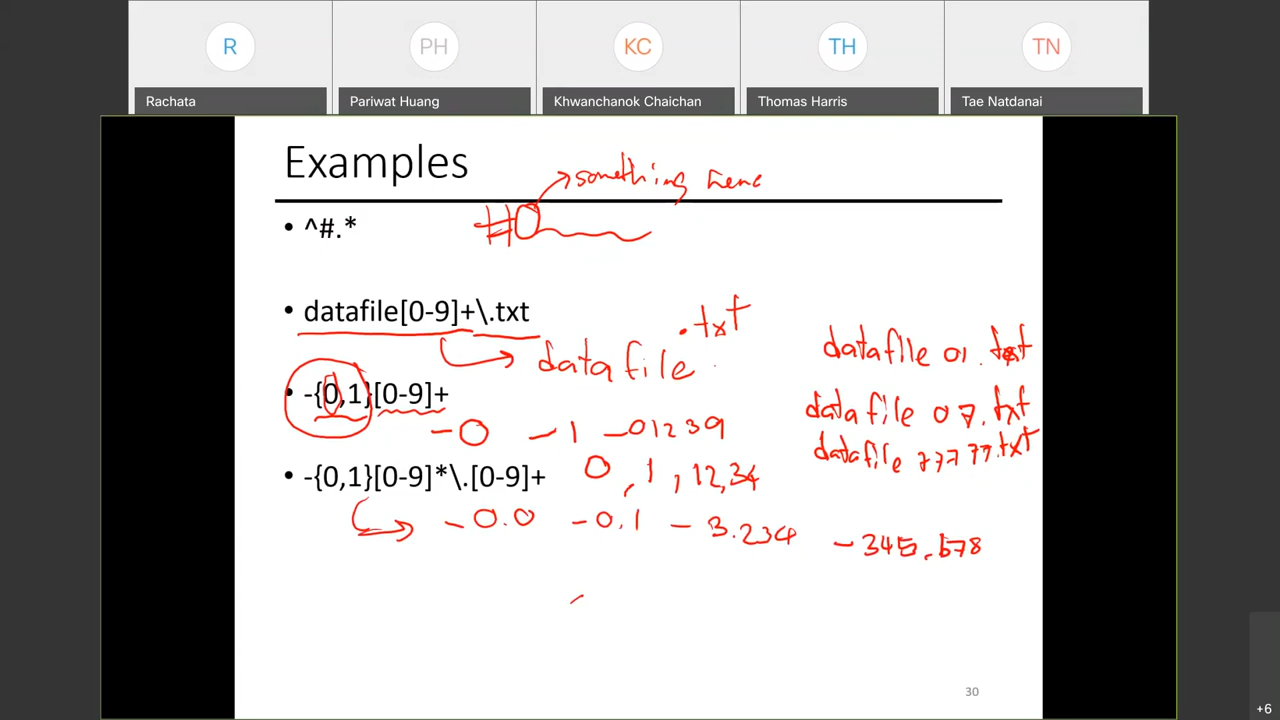 R PH KC TH TN
Rachata Pariwat Huang Khwanchanok Chaichan Thomas Harris Tae Natdanai
Examples
something here
^#.*
#
datafile[0-9]+\.txt
.txt
datafile
datafile 01.txt
-{0,1}[0-9]+
datafile 07.txt
-0 -1 -01239
datafile 77777.txt
-{0,1}[0-9]*\.[0-9]+
0, 1, 12,34
-0.0 -0.1 -3.234 -345.678
30
+6